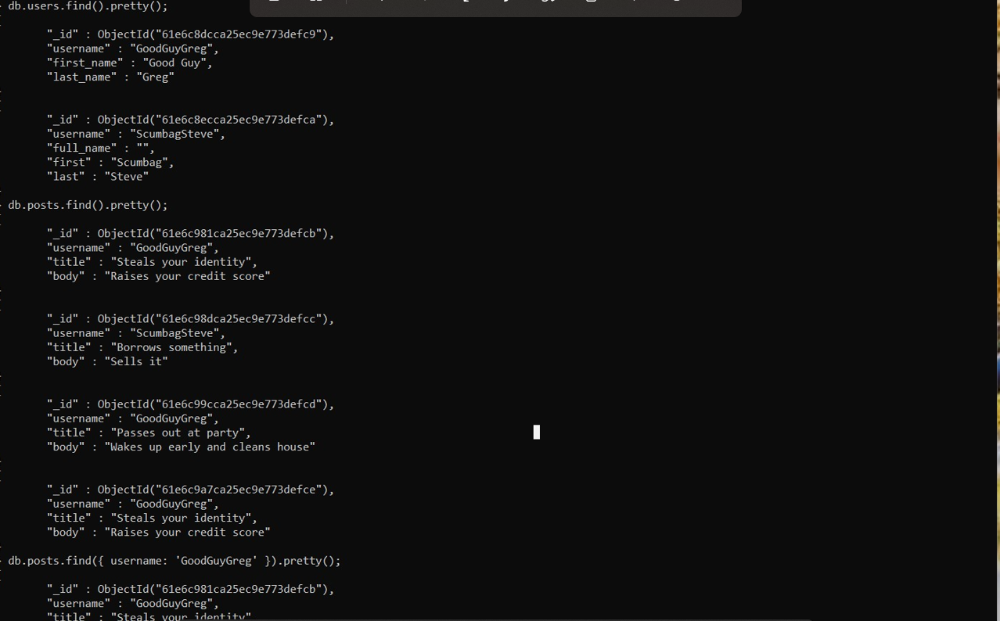 db.users.find().pretty();
"_id" : ObjectId("61e6c8dcca25ec9e773defc9"),
"username" : "GoodGuyGreg",
"first_name" : "Good Guy",
"last_name" : "Greg"
"_id" : ObjectId("61e6c8ecca25ec9e773defca"),
"username" : "ScumbagSteve",
"full_name" : "",
"first" : "Scumbag",
"last" : "Steve"
db.posts.find().pretty();
"_id" : ObjectId("61e6c981ca25ec9e773defcb"),
"username" : "GoodGuyGreg",
"title" : "Steals your identity",
"body" : "Raises your credit score"
"_id" : ObjectId("61e6c98dca25ec9e773defcc"),
"username" : "ScumbagSteve",
"title" : "Borrows something",
"body" : "Sells it"
"_id" : ObjectId("61e6c99cca25ec9e773defcd"),
"username" : "GoodGuyGreg",
"title" : "Passes out at party",
"body" : "Wakes up early and cleans house"
"_id" : ObjectId("61e6c9a7ca25ec9e773defce"),
"username" : "GoodGuyGreg",
"title" : "Steals your identity",
"body" : "Raises your credit score"
db.posts.find({ username: 'GoodGuyGreg' }).pretty();
"_id" : ObjectId("61e6c981ca25ec9e773defcb"),
"username" : "GoodGuyGreg",
"title" : "Steals your identity"